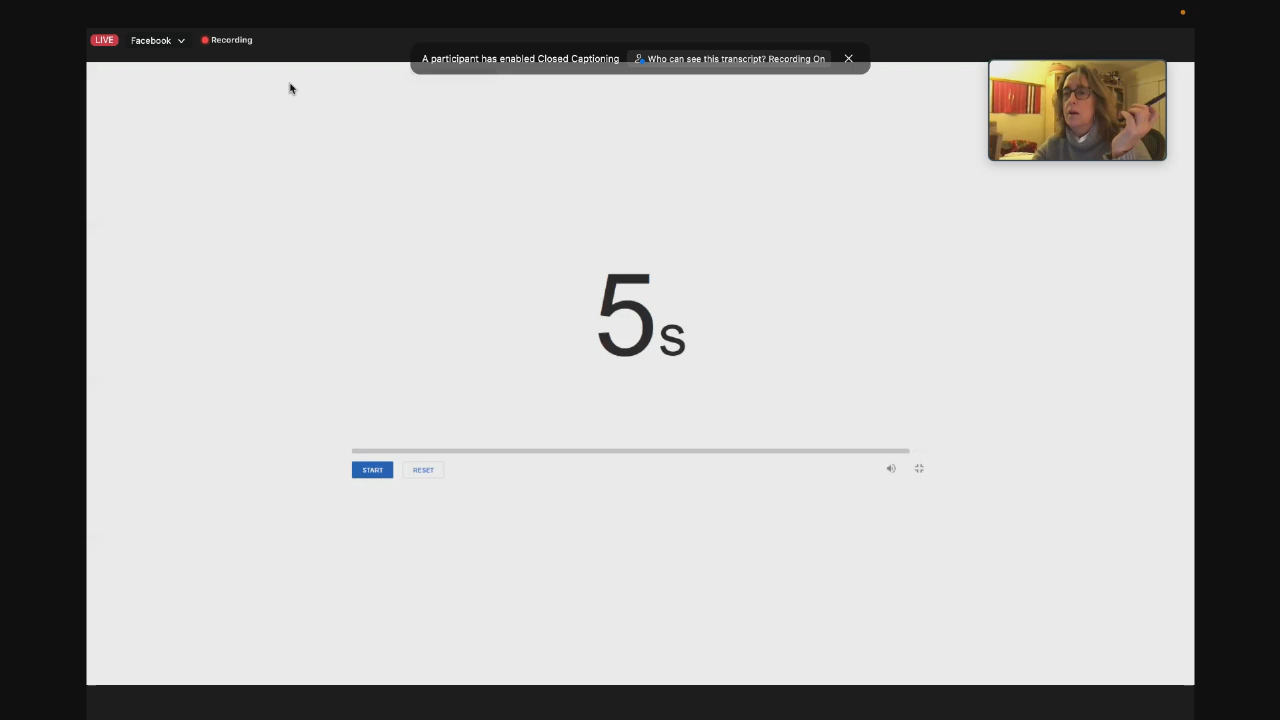 LIVE Facebook Recording
A participant has enabled Closed Captioning Who can see this transcript? Recording On
5s
START RESET